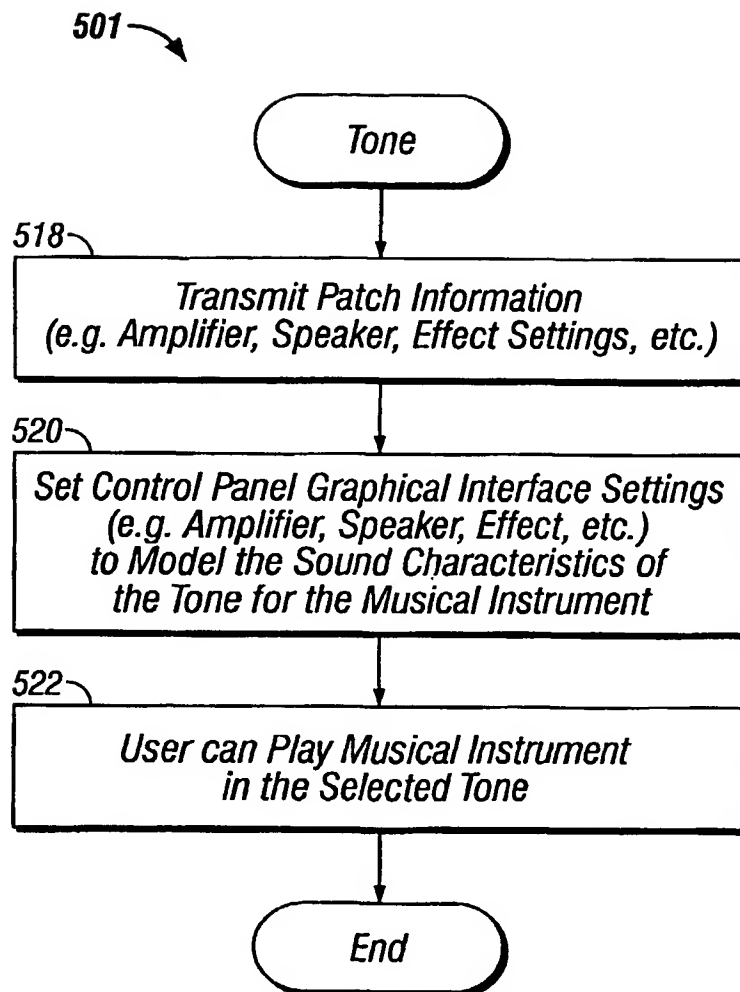 501
Tone
518
Transmit Patch Information
(e.g. Amplifier, Speaker, Effect Settings, etc.)
520
Set Control Panel Graphical Interface Settings
(e.g. Amplifier, Speaker, Effect, etc.)
to Model the Sound Characteristics of
the Tone for the Musical Instrument
522
User can Play Musical Instrument
in the Selected Tone
End